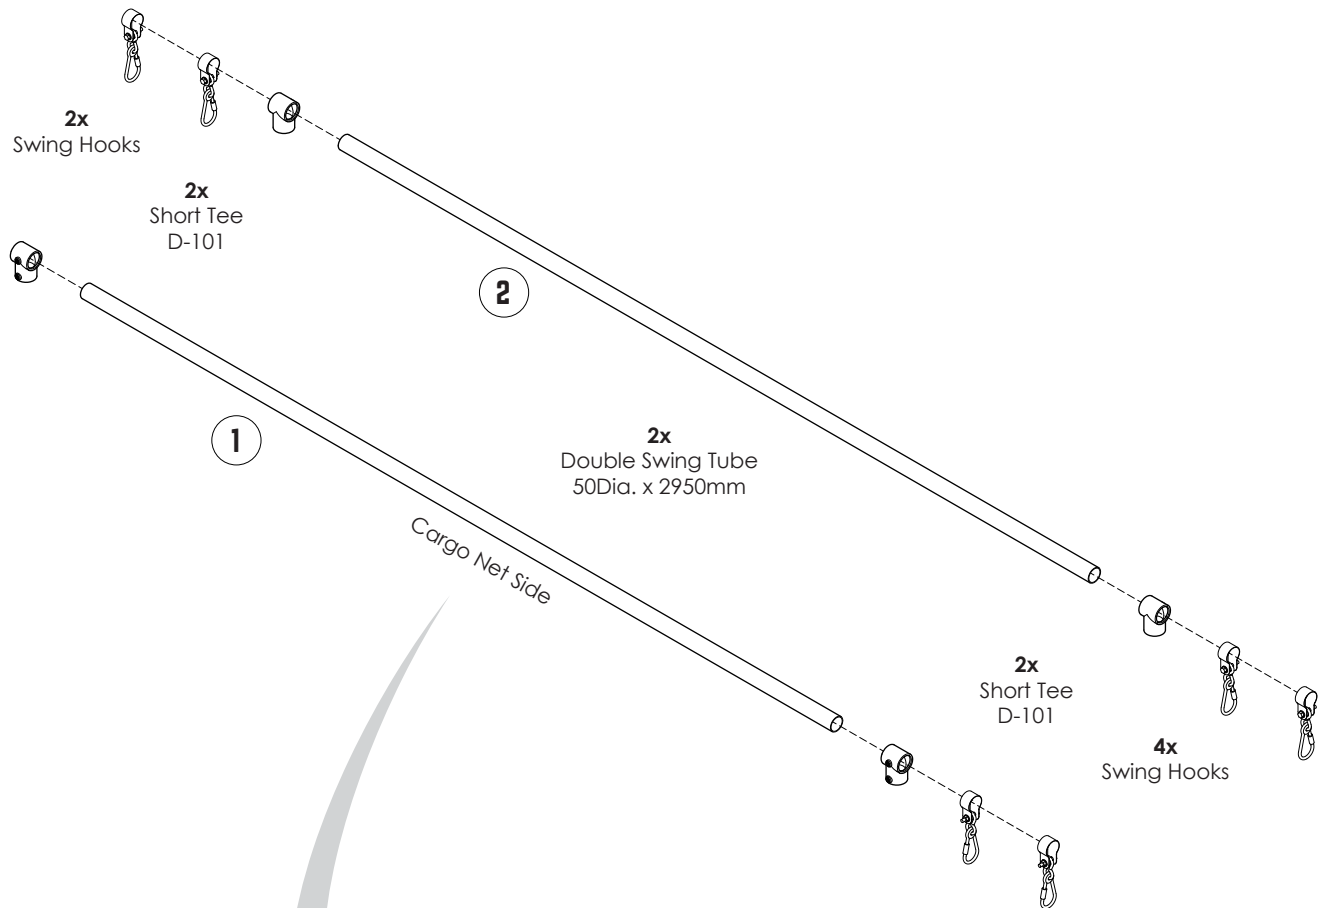 2x
Swing Hooks
2x
Short Tee
D-101
2
1
2x
Double Swing Tube
50Dia. x 2950mm
Cargo Net Side
2x
Short Tee
D-101
4x
Swing Hooks